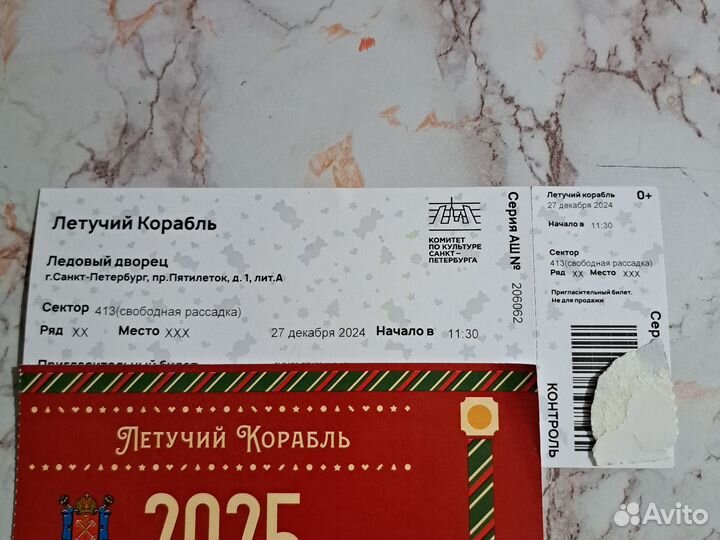 Летучий Корабль
Ледовый дворец
г.Санкт-Петербург, пр.Пятилеток, д. 1, лит.А
Сектор 413(свободная рассадка)
Ряд XX Место XXX 27 декабря 2024 Начало в 11:30
Пригласительный билет
КОМИТЕТ
ПО КУЛЬТУРЕ
САНКТ-
ПЕТЕРБУРГА
Серия АШ № 206062
Летучий корабль 0+
27 декабря 2024
Начало в 11:30
Сектор
413(свободная рассадка)
Ряд XX Место XXX
Пригласительный билет.
Не для продажи
КОНТРОЛЬ
Сер
Летучий Корабль
2025
Avito